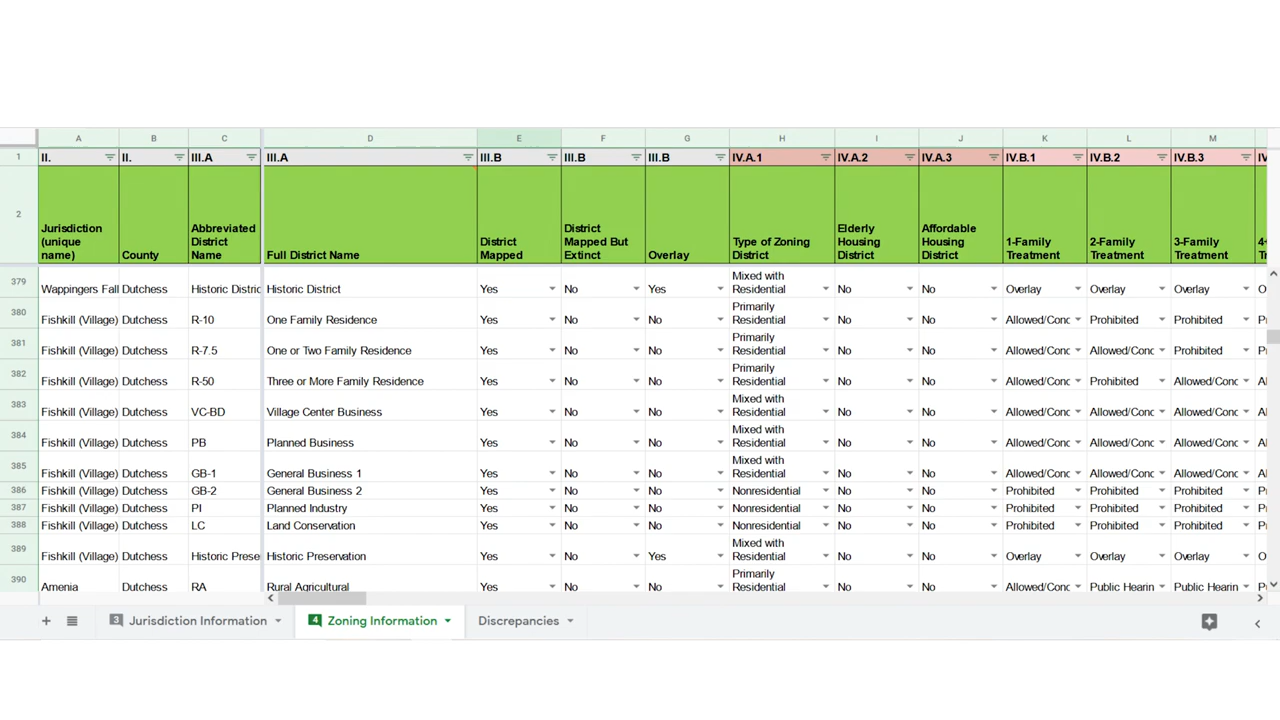 A B C D E F G H I J K L M
1 II. II. III.A III.A III.B III.B III.B IV.A.1 IV.A.2 IV.A.3 IV.B.1 IV.B.2 IV.B.3 IV
2 Jurisdiction (unique name) County Abbreviated District Name Full District Name District Mapped District Mapped But Extinct Overlay Type of Zoning District Elderly Housing District Affordable Housing District 1-Family Treatment 2-Family Treatment 3-Family Treatment 4+ Tr
379 Wappingers Fall Dutchess Historic Distric Historic District Yes No Yes Mixed with Residential No No Overlay Overlay Overlay O
380 Fishkill (Village) Dutchess R-10 One Family Residence Yes No No Primarily Residential No No Allowed/Conc Prohibited Prohibited Pr
381 Fishkill (Village) Dutchess R-7.5 One or Two Family Residence Yes No No Primarily Residential No No Allowed/Conc Allowed/Conc Prohibited Pr
382 Fishkill (Village) Dutchess R-50 Three or More Family Residence Yes No No Primarily Residential No No Allowed/Conc Prohibited Allowed/Conc Al
383 Fishkill (Village) Dutchess VC-BD Village Center Business Yes No No Mixed with Residential No No Allowed/Conc Allowed/Conc Allowed/Conc Al
384 Fishkill (Village) Dutchess PB Planned Business Yes No No Mixed with Residential No No Allowed/Conc Allowed/Conc Allowed/Conc Al
385 Fishkill (Village) Dutchess GB-1 General Business 1 Yes No No Mixed with Residential No No Allowed/Conc Allowed/Conc Allowed/Conc Al
386 Fishkill (Village) Dutchess GB-2 General Business 2 Yes No No Nonresidential No No Prohibited Prohibited Prohibited Pr
387 Fishkill (Village) Dutchess PI Planned Industry Yes No No Nonresidential No No Prohibited Prohibited Prohibited Pr
388 Fishkill (Village) Dutchess LC Land Conservation Yes No No Nonresidential No No Prohibited Prohibited Prohibited Pr
389 Fishkill (Village) Dutchess Historic Prese Historic Preservation Yes No Yes Mixed with Residential No No Overlay Overlay Overlay O
390 Amenia Dutchess RA Rural Agricultural Yes No No Primarily Residential No No Allowed/Conc Public Hearin Public Hearin Pr
3 Jurisdiction Information 4 Zoning Information Discrepancies